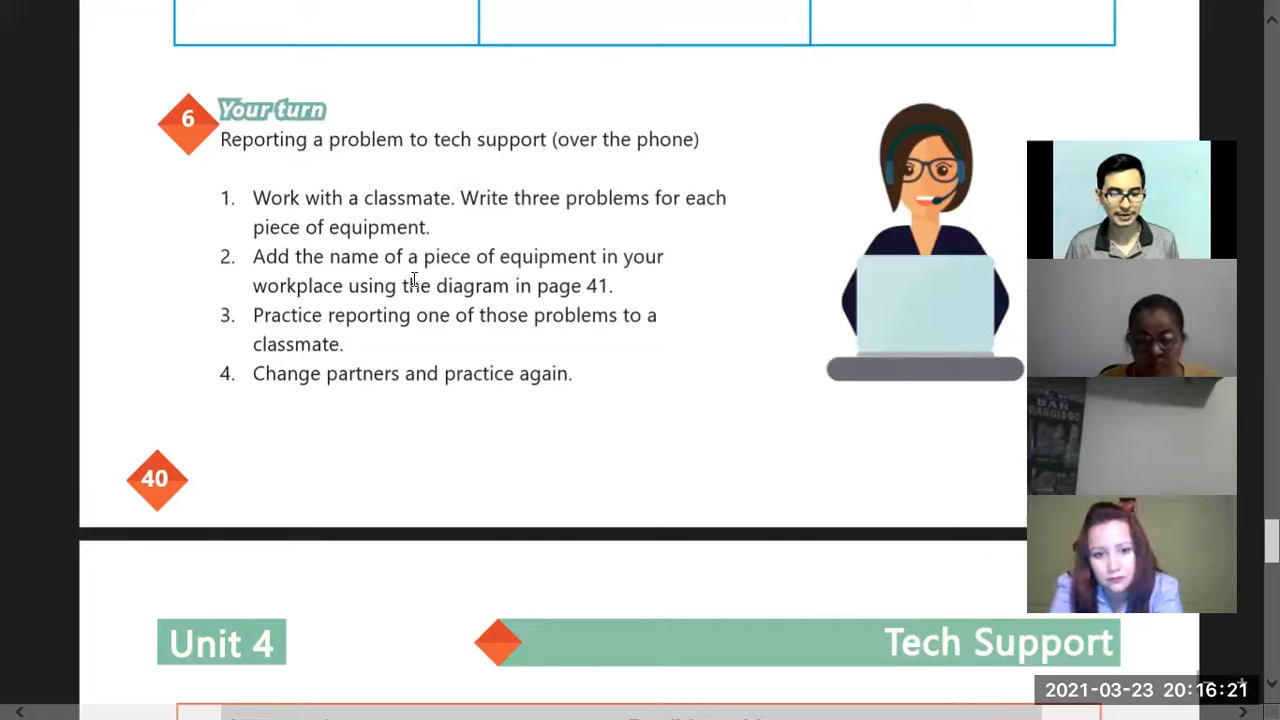 6
Your turn
Reporting a problem to tech support (over the phone)
1. Work with a classmate. Write three problems for each
piece of equipment.
2. Add the name of a piece of equipment in your
workplace using the diagram in page 41.
3. Practice reporting one of those problems to a
classmate.
4. Change partners and practice again.
40
BAN
Unit 4
Tech Support
2021-03-23 20:16:21